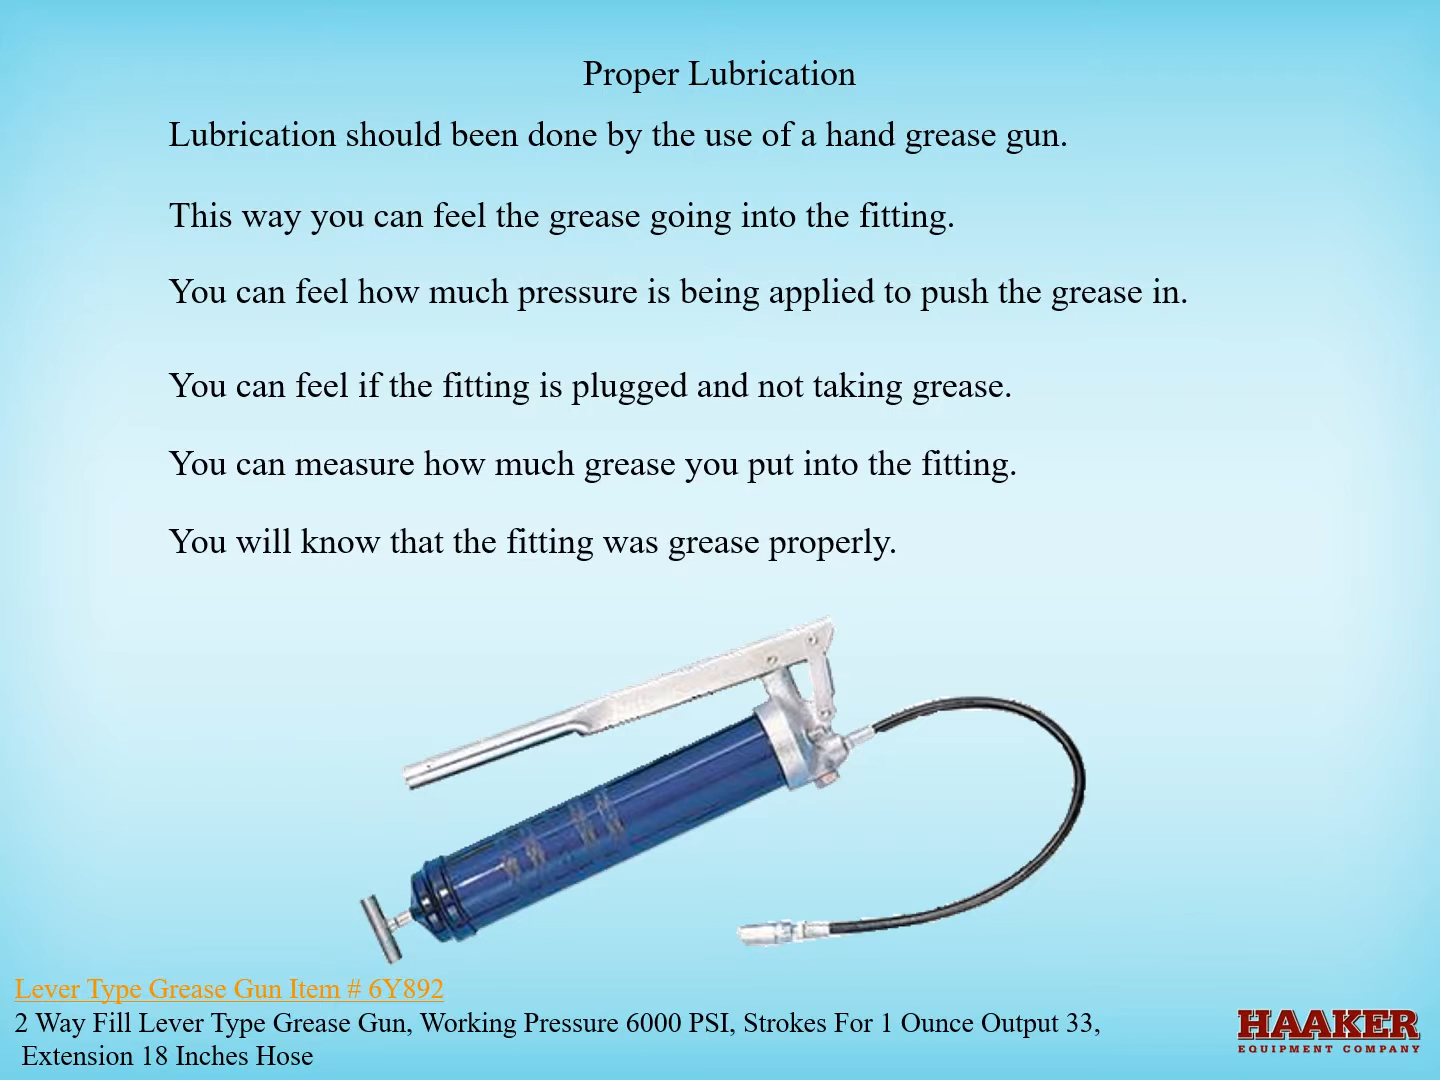 Proper Lubrication
Lubrication should been done by the use of a hand grease gun.
This way you can feel the grease going into the fitting.
You can feel how much pressure is being applied to push the grease in.
You can feel if the fitting is plugged and not taking grease.
You can measure how much grease you put into the fitting.
You will know that the fitting was grease properly.
Lever Type Grease Gun Item # 6Y892
2 Way Fill Lever Type Grease Gun, Working Pressure 6000 PSI, Strokes For 1 Ounce Output 33,
Extension 18 Inches Hose
HAAKER
EQUIPMENT COMPANY